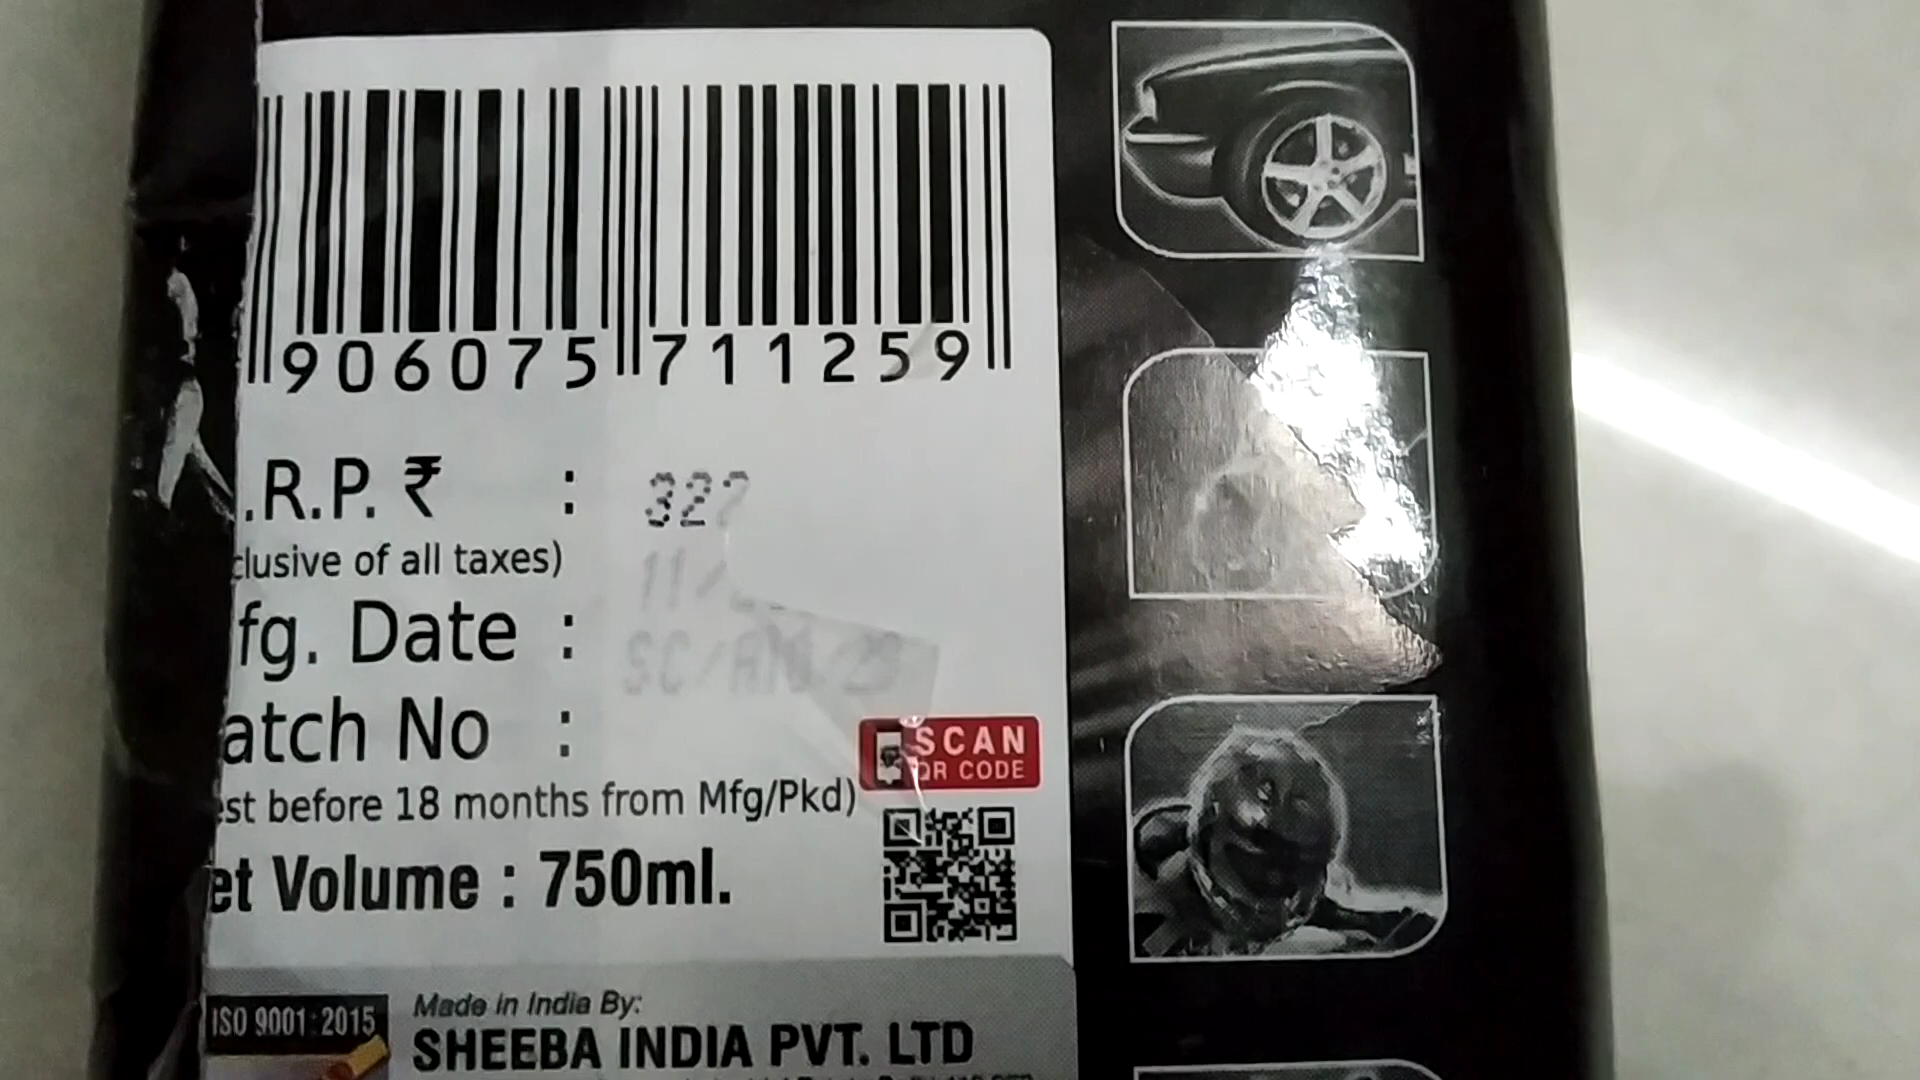 906075 711259
.R.P. ₹ : 327
clusive of all taxes)
fg. Date :
atch No :
est before 18 months from Mfg/Pkd)
et Volume : 750ml.
SCAN
QR CODE
ISO 9001:2015
Made in India By:
SHEEBA INDIA PVT. LTD